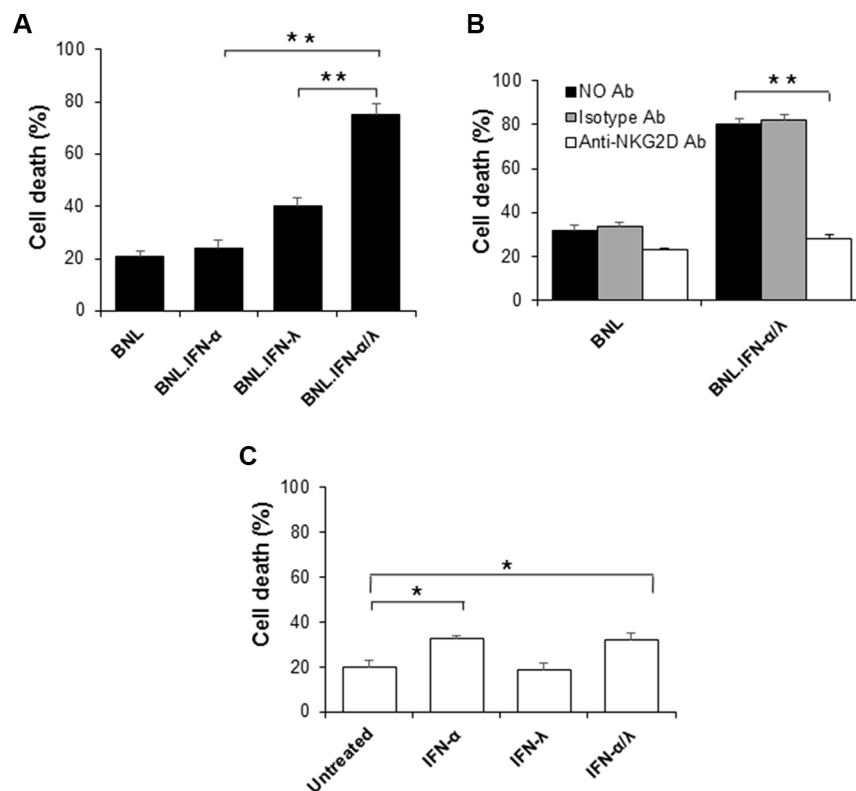 A
Cell death (%)
100
80
60
40
20
0
**
**
BNL
BNL.IFN-α
BNL.IFN-λ
BNL.IFN-α/λ
B
Cell death (%)
100
80
60
40
20
0
NO Ab
Isotype Ab
Anti-NKG2D Ab
**
BNL
BNL.IFN-α/λ
C
Cell death (%)
100
80
60
40
20
0
*
*
Untreated
IFN-α
IFN-λ
IFN-α/λ